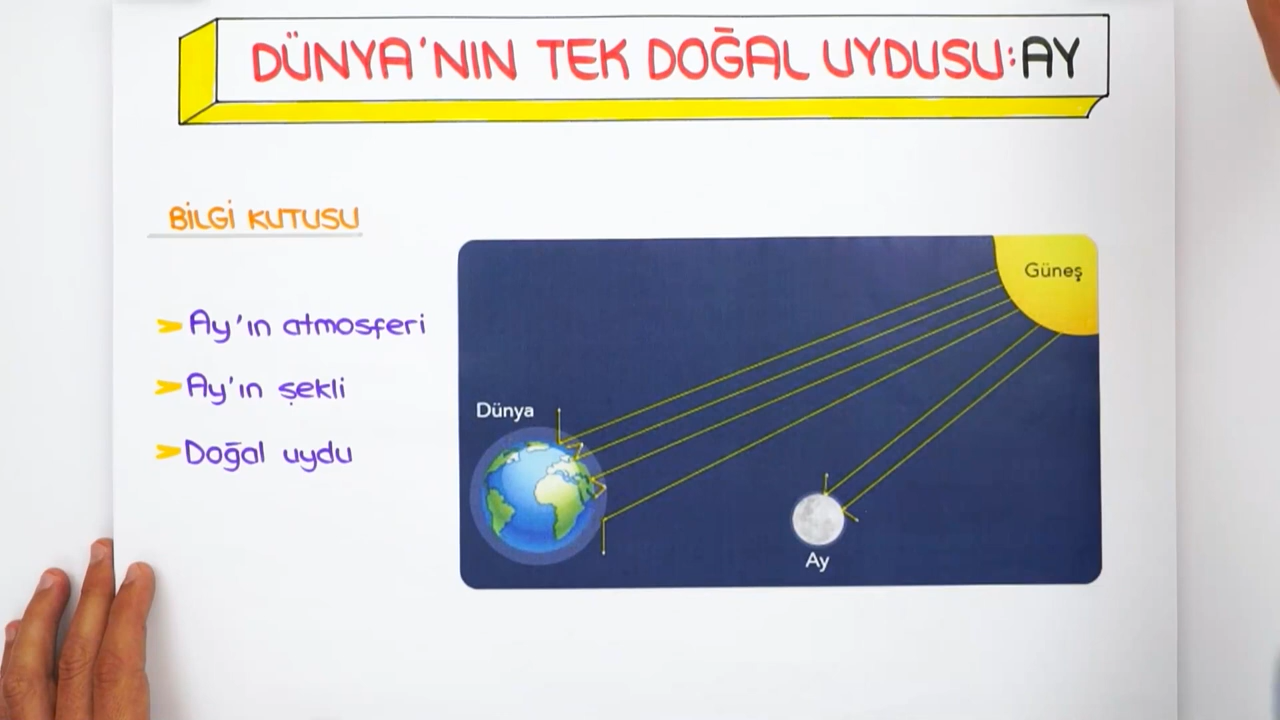 DÜNYA'NIN TEK DOĞAL UYDUSU: AY
BİLGİ KUTUSU
Ay'ın atmosferi
Ay'ın şekli
Doğal uydu
Güneş
Dünya
Ay